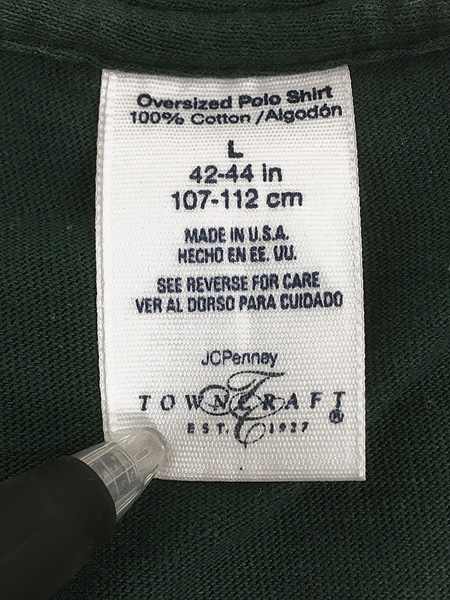 Oversized Polo Shirt
100% Cotton /Algodón
L
42-44 in
107-112 cm
MADE IN U.S.A.
HECHO EN EE. UU.
SEE REVERSE FOR CARE
VER AL DORSO PARA CUIDADO
JCPenney
TOWNCRAFT®
EST. 1927